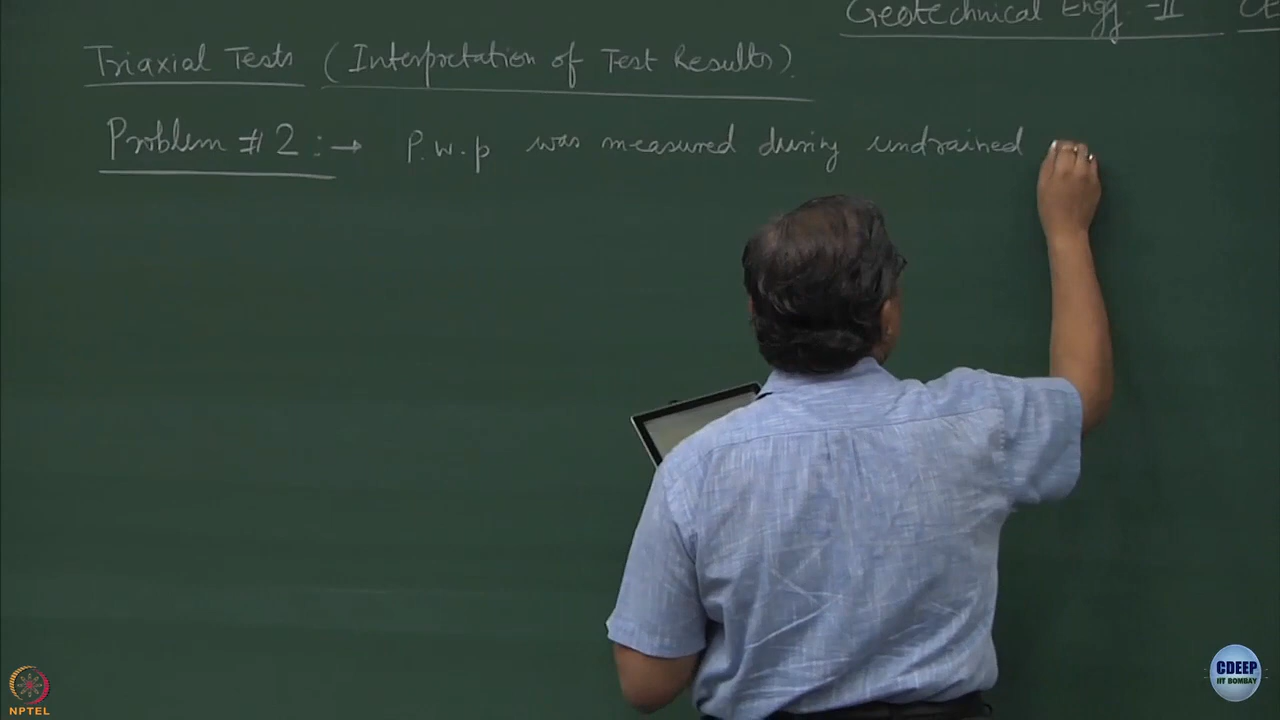 Geotechnical Engg -II CE
Triaxial Tests (Interpretation of Test Results).
Problem # 2 :→ P.w.p was measured during undrained
NPTEL
CDEEP
IIT BOMBAY